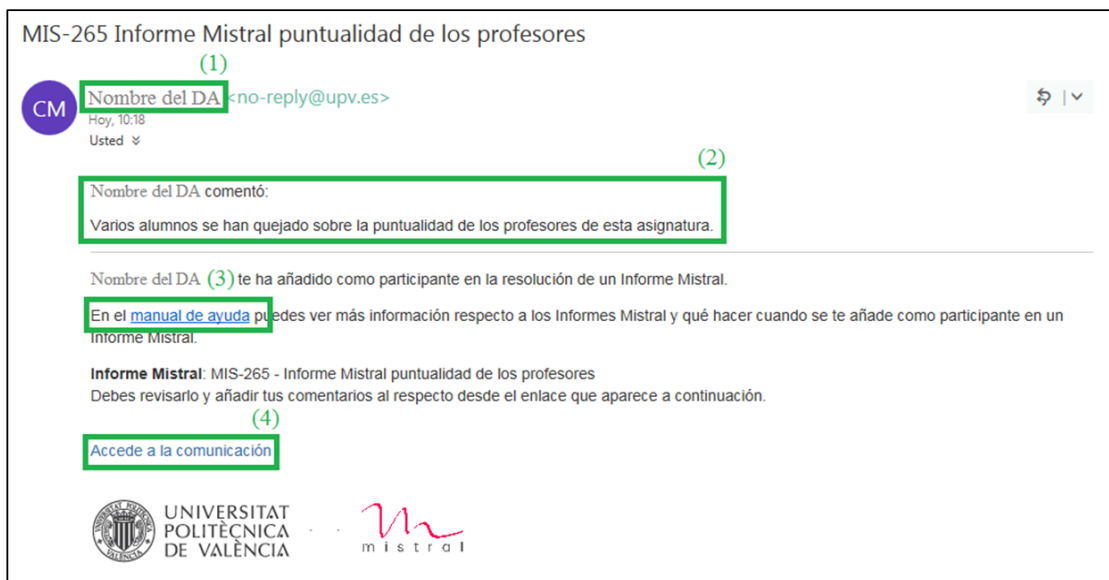 MIS-265 Informe Mistral puntualidad de los profesores
(1)
CM
Nombre del DA <no-reply@upv.es>
Hoy, 10:18
Usted
(2)
Nombre del DA comentó:
Varios alumnos se han quejado sobre la puntualidad de los profesores de esta asignatura.
Nombre del DA (3) te ha añadido como participante en la resolución de un Informe Mistral.
En el manual de ayuda puedes ver más información respecto a los Informes Mistral y qué hacer cuando se te añade como participante en un
Informe Mistral.
Informe Mistral: MIS-265 - Informe Mistral puntualidad de los profesores
Debes revisarlo y añadir tus comentarios al respecto desde el enlace que aparece a continuación.
(4)
Accede a la comunicación
UNIVERSITAT
POLITÈCNICA
DE VALÈNCIA
mistral